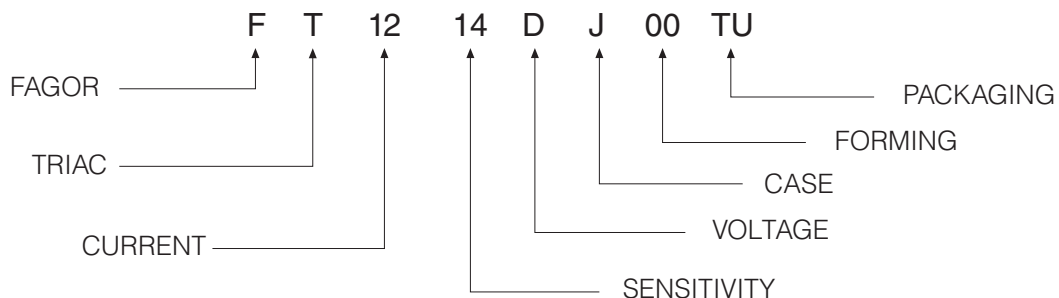 F T 12 14 D J 00 TU
FAGOR
PACKAGING
FORMING
TRIAC
CASE
VOLTAGE
CURRENT
SENSITIVITY